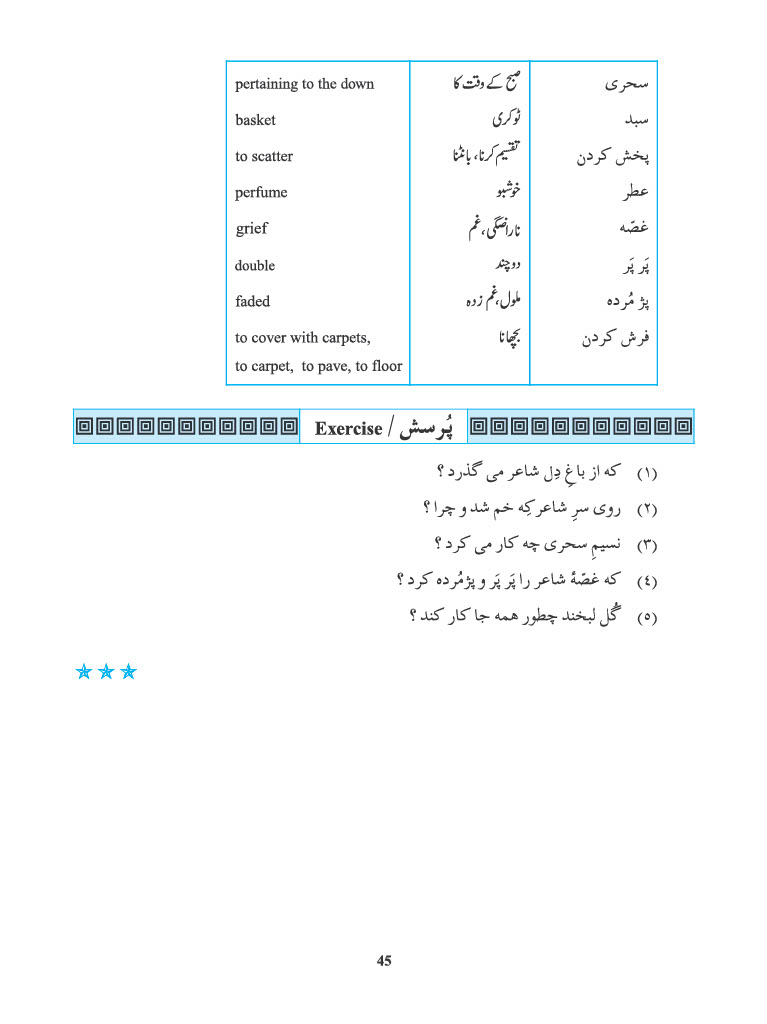 سحری صبح کے وقت کا pertaining to the down
سبد ٹوکری basket
پخش کردن تقسیم کرنا، بانٹنا to scatter
عطر خوشبو perfume
غصّه ناراضگی، غم grief
پَر پَر دوچند double
پژ مُرده ملول، غم زدہ faded
فرش کردن بچھانا to cover with carpets,
to carpet, to pave, to floor
پُرسش / Exercise
(۱) که از باغِ دِل شاعر می گذرد ؟
(۲) روی سرِ شاعرکِه خم شد و چرا ؟
(۳) نسیمِ سحری چه کار می کرد ؟
(٤) که غصّهٔ شاعر را پَر پَر و پژمُرده کرد ؟
(۵) گُل لبخند چطور همه جا کار کند ؟
45